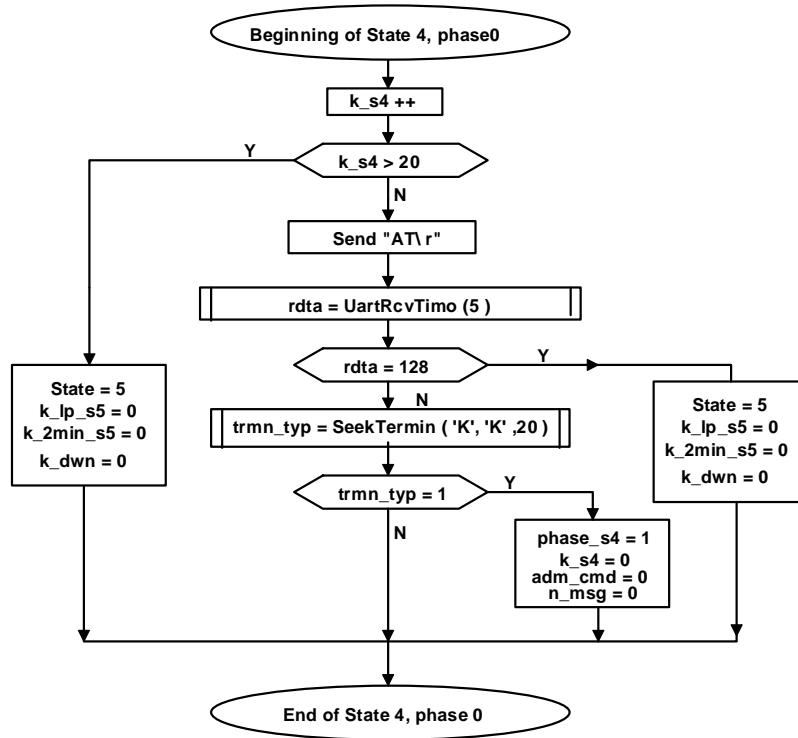 Beginning of State 4, phase0
k_s4 ++
Y
k_s4 > 20
N
Send "AT\ r"
rdta = UartRcvTimo (5 )
Y
rdta = 128
N
State = 5
k_lp_s5 = 0
k_2min_s5 = 0
k_dwn = 0
trmn_typ = SeekTermin ( 'K', 'K' ,20 )
State = 5
k_lp_s5 = 0
k_2min_s5 = 0
k_dwn = 0
trmn_typ = 1
Y
N
phase_s4 = 1
k_s4 = 0
adm_cmd = 0
n_msg = 0
End of State 4, phase 0